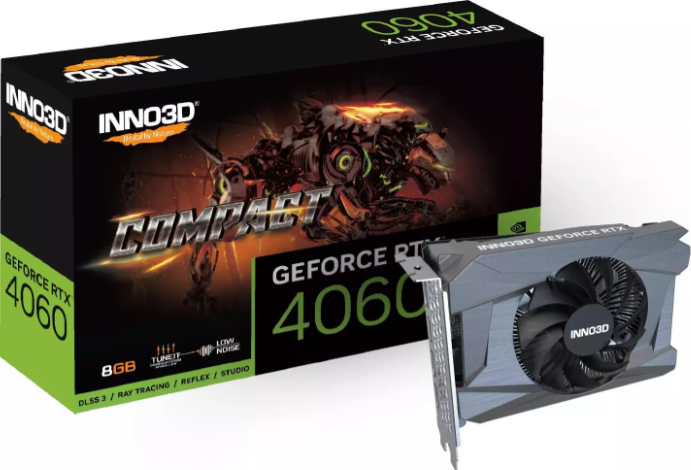 GEFORCE RTX
4060
INNO3D®
INNO3D®
Brutal by Nature
COMPACT
GEFORCE RTX™
4060
GEFORCE RTX
4060
8GB
TUNEIT
LOW
NOISE
DLSS 3 / RAY TRACING / REFLEX / STUDIO
INNO3D GEFORCE RTX
INNO3D